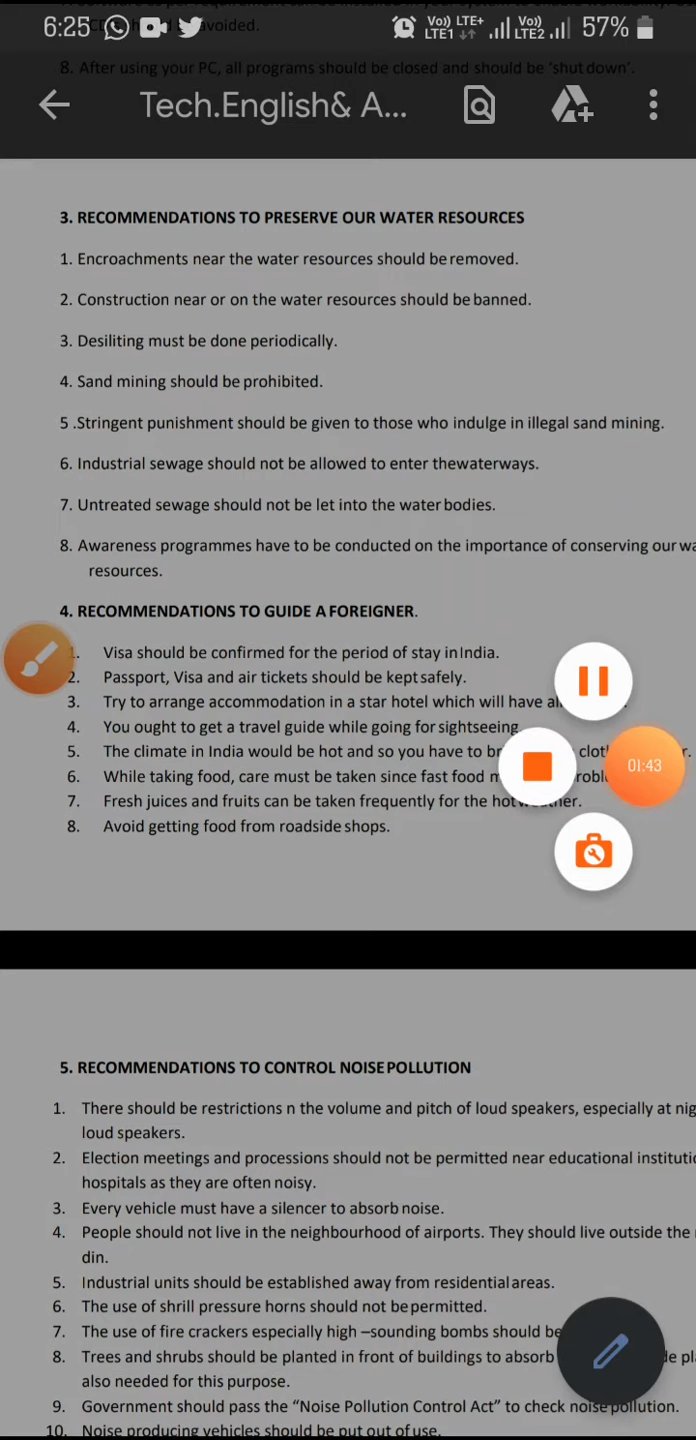 6:25 Vo)) LTE+ LTE1 Vo)) LTE2 57%
CD should be avoided.
8. After using your PC, all programs should be closed and should be ‘shut down’.
Tech.English& A...
3. RECOMMENDATIONS TO PRESERVE OUR WATER RESOURCES
1. Encroachments near the water resources should be removed.
2. Construction near or on the water resources should be banned.
3. Desiliting must be done periodically.
4. Sand mining should be prohibited.
5 .Stringent punishment should be given to those who indulge in illegal sand mining.
6. Industrial sewage should not be allowed to enter thewaterways.
7. Untreated sewage should not be let into the water bodies.
8. Awareness programmes have to be conducted on the importance of conserving our wa
resources.
4. RECOMMENDATIONS TO GUIDE A FOREIGNER.
1. Visa should be confirmed for the period of stay in India.
2. Passport, Visa and air tickets should be kept safely.
3. Try to arrange accommodation in a star hotel which will have
4. You ought to get a travel guide while going for sightseeing.
5. The climate in India would be hot and so you have to
01:43
6. While taking food, care must be taken since fast food
7. Fresh juices and fruits can be taken frequently for the hot weather.
8. Avoid getting food from roadside shops.
5. RECOMMENDATIONS TO CONTROL NOISE POLLUTION
1. There should be restrictions n the volume and pitch of loud speakers, especially at nig
loud speakers.
2. Election meetings and processions should not be permitted near educational instituti
hospitals as they are often noisy.
3. Every vehicle must have a silencer to absorb noise.
4. People should not live in the neighbourhood of airports. They should live outside the
din.
5. Industrial units should be established away from residential areas.
6. The use of shrill pressure horns should not be permitted.
7. The use of fire crackers especially high –sounding bombs should be
8. Trees and shrubs should be planted in front of buildings to absorb
also needed for this purpose.
9. Government should pass the “Noise Pollution Control Act” to check noise pollution.
10. Noise producing vehicles should be put out of use.